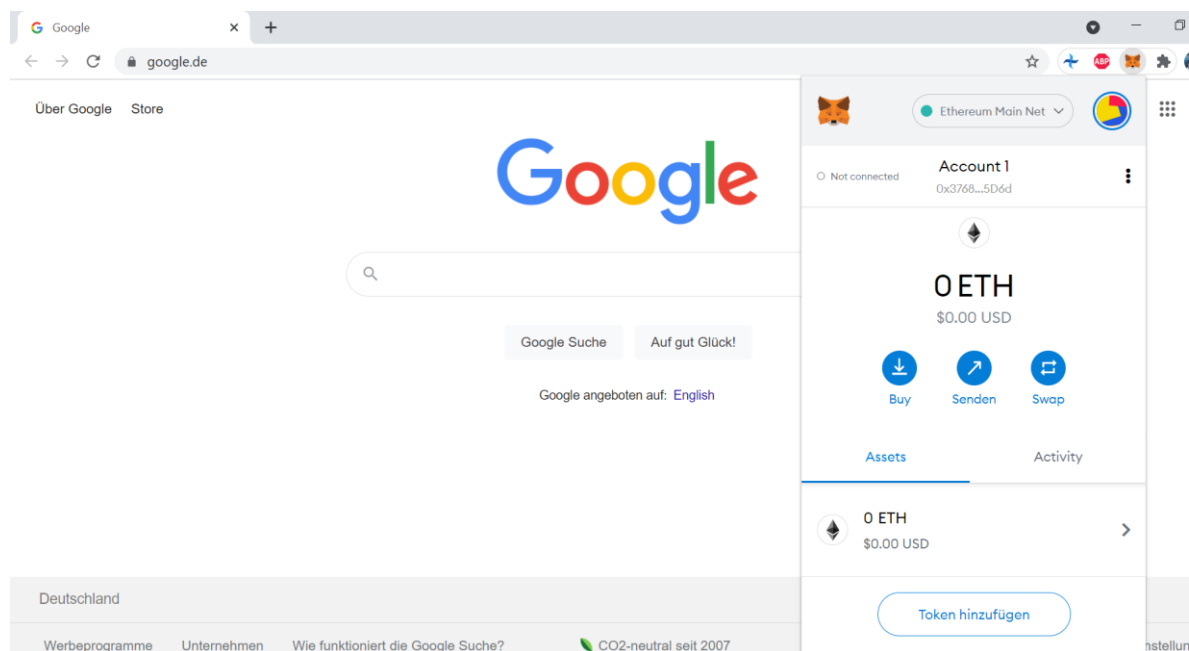 Google
google.de
ABP
Über Google Store
Google
Google Suche Auf gut Glück!
Google angeboten auf: English
Deutschland
Werbeprogramme Unternehmen Wie funktioniert die Google Suche? CO2-neutral seit 2007
Ethereum Main Net
Not connected
Account 1
0x3768...5D6d
0 ETH
$0.00 USD
Buy Senden Swap
Assets Activity
0 ETH
$0.00 USD
Token hinzufügen